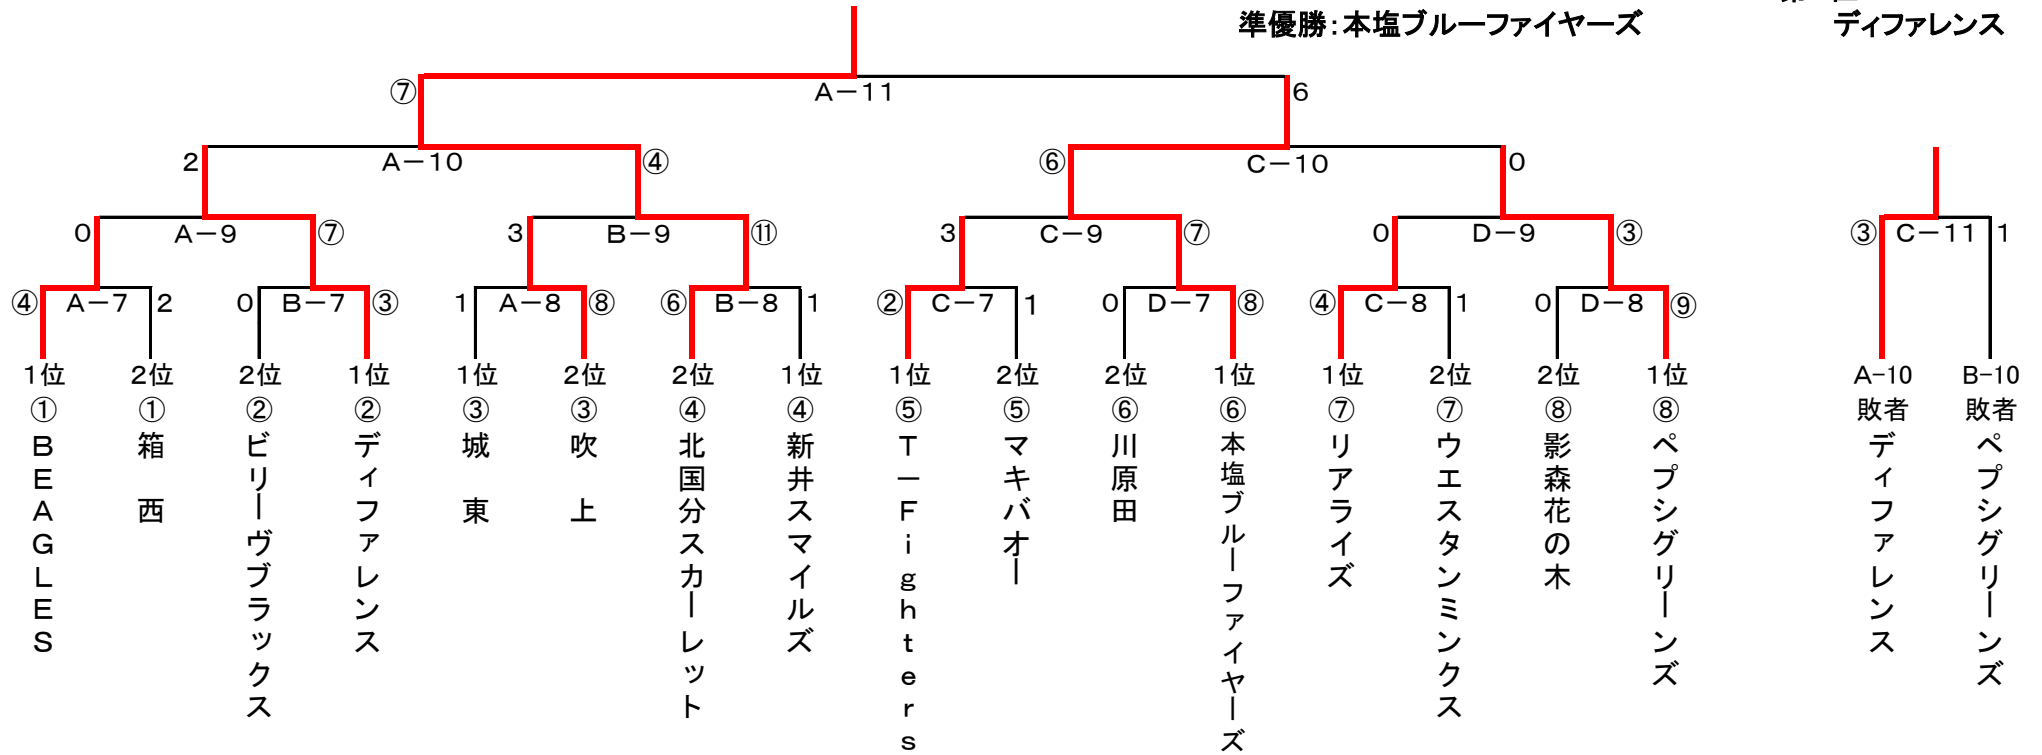 準優勝：本塩ブルーファイヤーズ
ディファレンス
⑦ A－11 6
2 A－10 ④ ⑥ C－10 0
0 A－9 ⑦ 3 B－9 ⑪ 3 C－9 ⑦ 0 D－9 ③ ③ C－11 1
④ A－7 2 0 B－7 ③ 1 A－8 ⑧ ⑥ B－8 1 ② C－7 1 0 D－7 ⑧ ④ C－8 1 0 D－8 ⑨
1位 2位 2位 1位 1位 2位 2位 1位 1位 2位 2位 1位 1位 2位 2位 1位 A-10 B-10
① ① ② ② ③ ③ ④ ④ ⑤ ⑤ ⑥ ⑥ ⑦ ⑦ ⑧ ⑧ 敗者 敗者
BEAGLES
箱西
ビリーヴブラックス
ディファレンス
城東
吹上
北国分スカーレット
新井スマイルズ
T－Fighters
マキバオー
川原田
本塩ブルーファイヤーズ
リアライズ
ウエスタンミンクス
影森花の木
ペプシグリーンズ
ディファレンス
ペプシグリーンズ